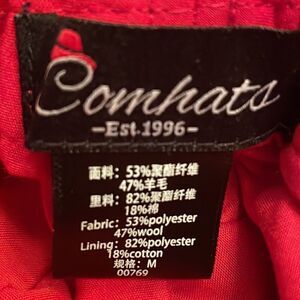 Comhats
-Est.1996-
面料：53%聚酯纤维
47%羊毛
里料：82%聚酯纤维
18%棉
Fabric: 53%polyester
47%wool
Lining: 82%polyester
18%cotton
规格：M
00769